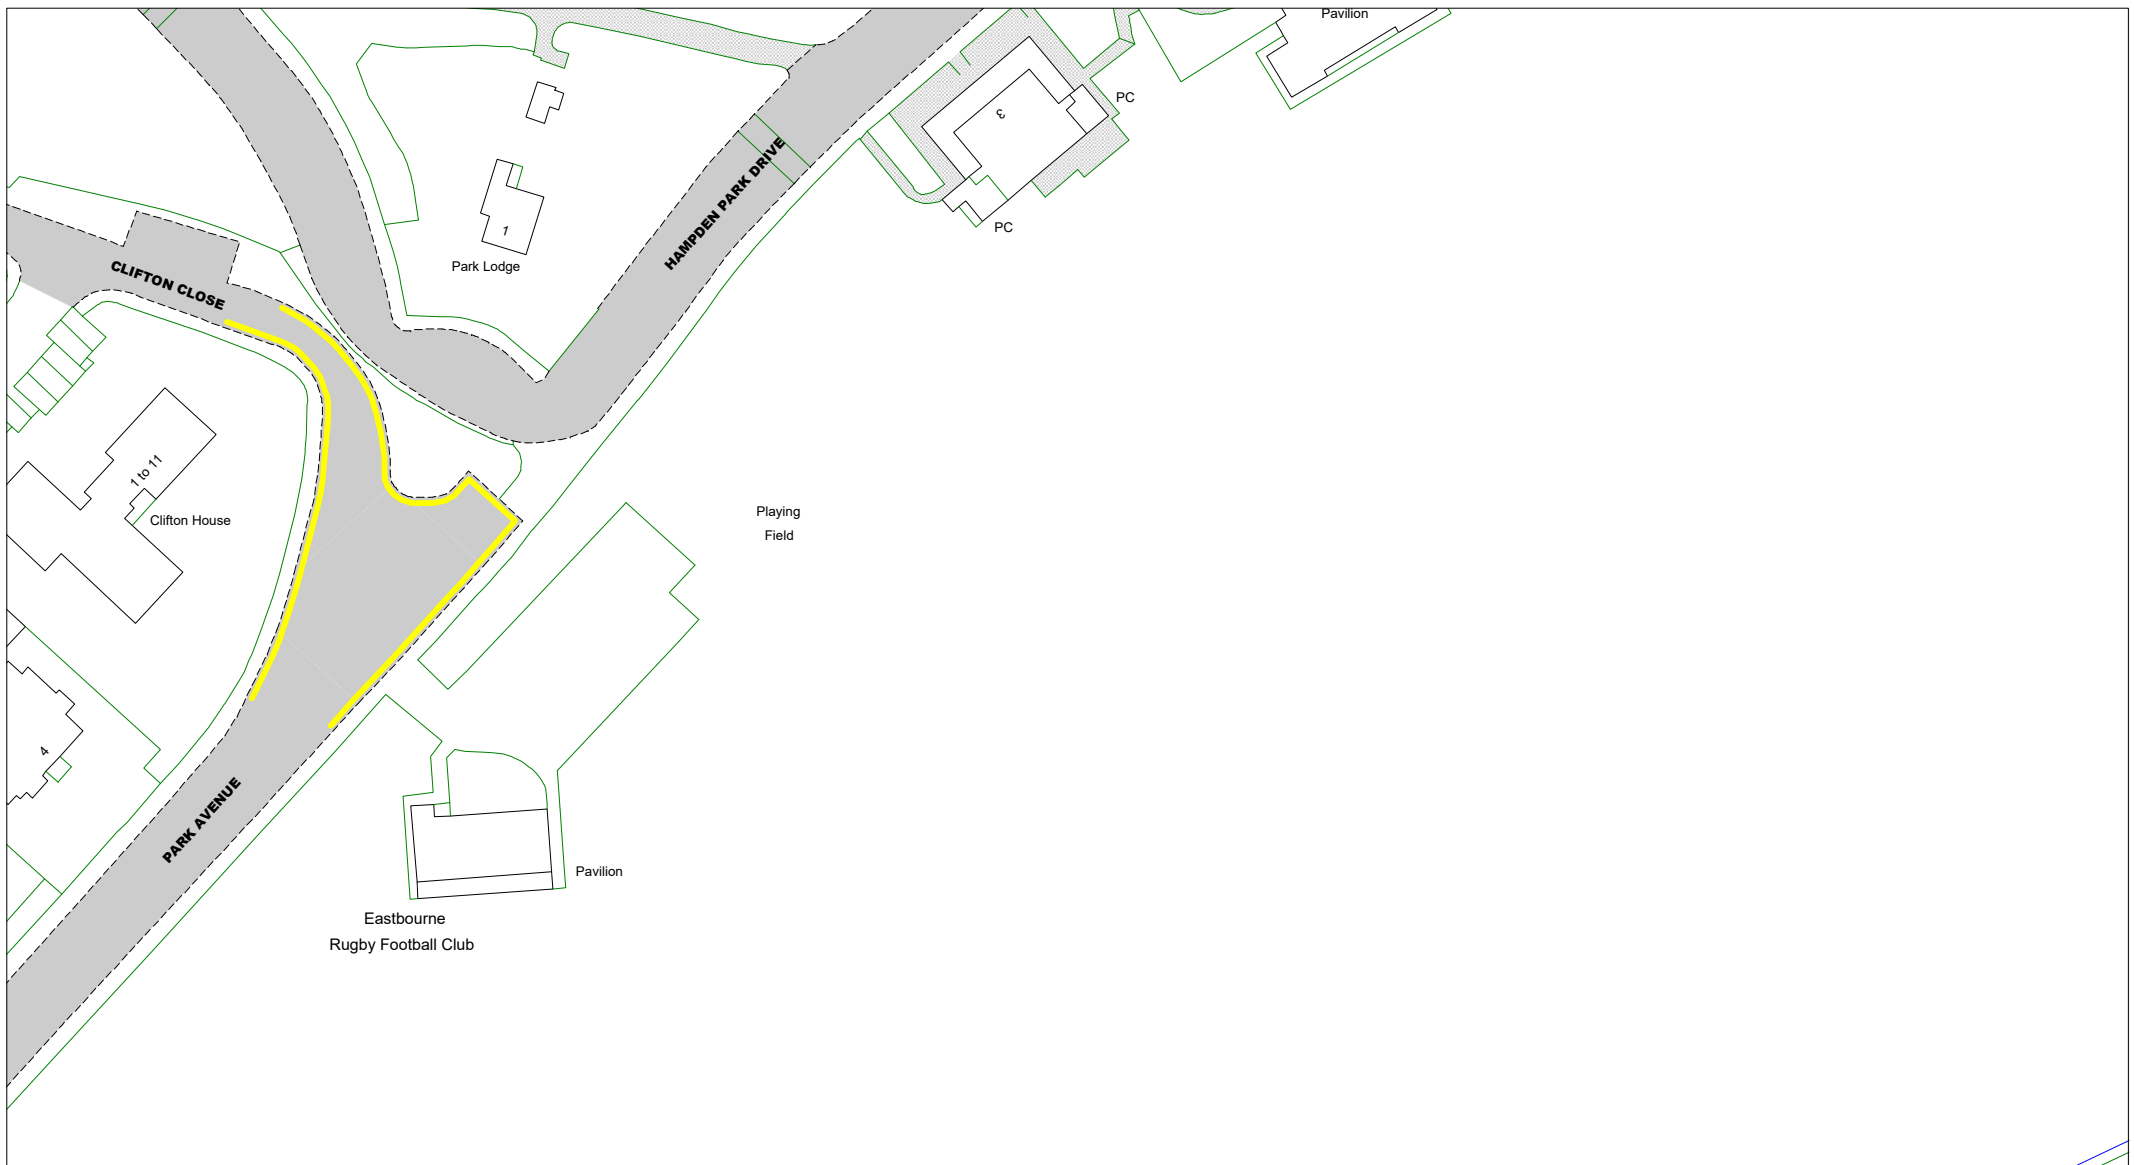 Pavilion
PC
3
HAMPDEN PARK DRIVE
PC
1
Park Lodge
CLIFTON CLOSE
1 to 11
Clifton House
Playing
Field
4
PARK AVENUE
Pavilion
Eastbourne
Rugby Football Club